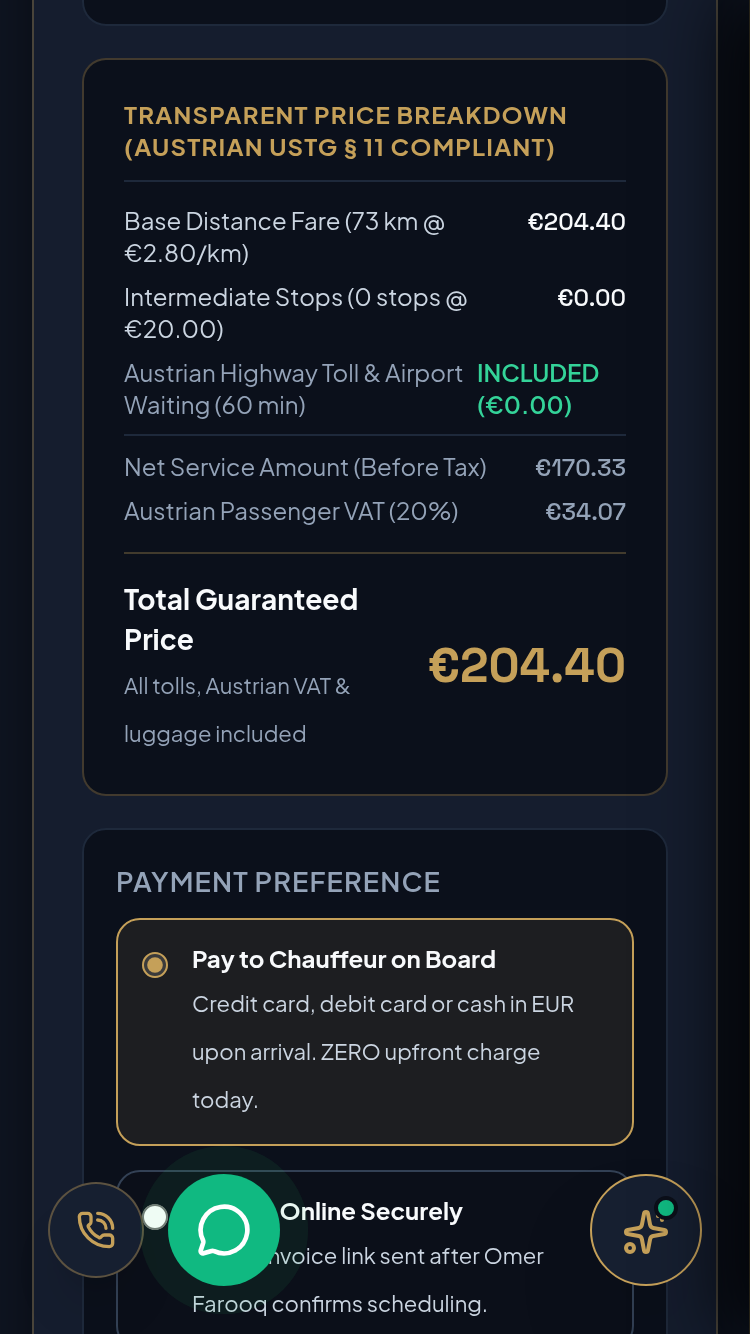 TRANSPARENT PRICE BREAKDOWN
(AUSTRIAN USTG § 11 COMPLIANT)
Base Distance Fare (73 km @ €204.40
€2.80/km)
Intermediate Stops (0 stops @ €0.00
€20.00)
Austrian Highway Toll & Airport INCLUDED
Waiting (60 min) (€0.00)
Net Service Amount (Before Tax) €170.33
Austrian Passenger VAT (20%) €34.07
Total Guaranteed
Price
€204.40
All tolls, Austrian VAT &
luggage included
PAYMENT PREFERENCE
Pay to Chauffeur on Board
Credit card, debit card or cash in EUR
upon arrival. ZERO upfront charge
today.
Online Securely
link sent after Omer
Farooq confirms scheduling.